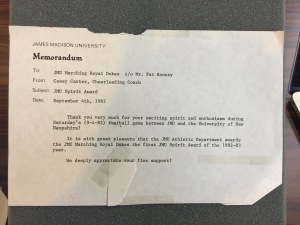 JAMES MADISON UNIVERSITY
Memorandum
To: JMU Marching Royal Dukes c/o Mr. Pat Rooney
From: Casey Carter, Cheerleading Coach
Subject: JMU Spirit Award
Date: September 4th, 1982
Thank you very much for your exciting spirit and enthusiasm during
Saturday's (9-4-82) football game between JMU and the University of New
Hampshire!
It is with great pleasure that the JMU Athletic Department awards
the JMU Marching Royal Dukes the first JMU Spirit Award of the 1982-83
year.
We deeply appreciate your fine support!